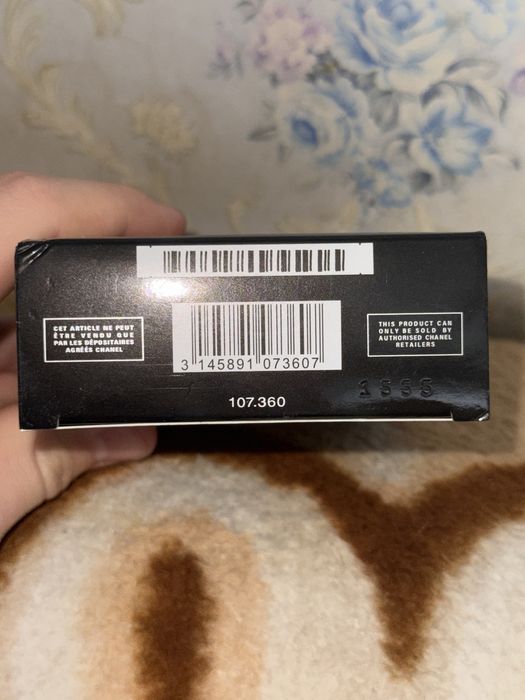 CET ARTICLE NE PEUT
ÊTRE VENDU QUE
PAR LES DÉPOSITAIRES
AGRÉÉS CHANEL
3 145891 073607
THIS PRODUCT CAN
ONLY BE SOLD BY
AUTHORISED CHANEL
RETAILERS
107.360